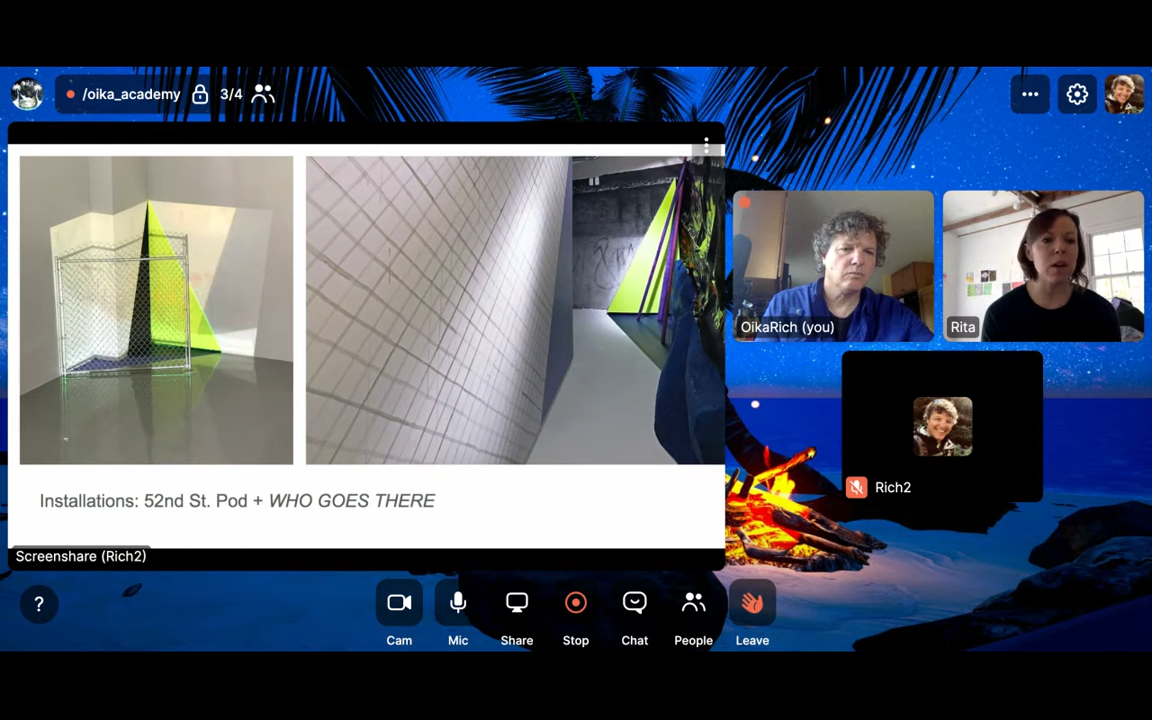 /oika_academy 3/4
OikaRich (you)
Rita
Rich2
Installations: 52nd St. Pod + WHO GOES THERE
Screenshare (Rich2)
?
Cam
Mic
Share
Stop
Chat
People
Leave